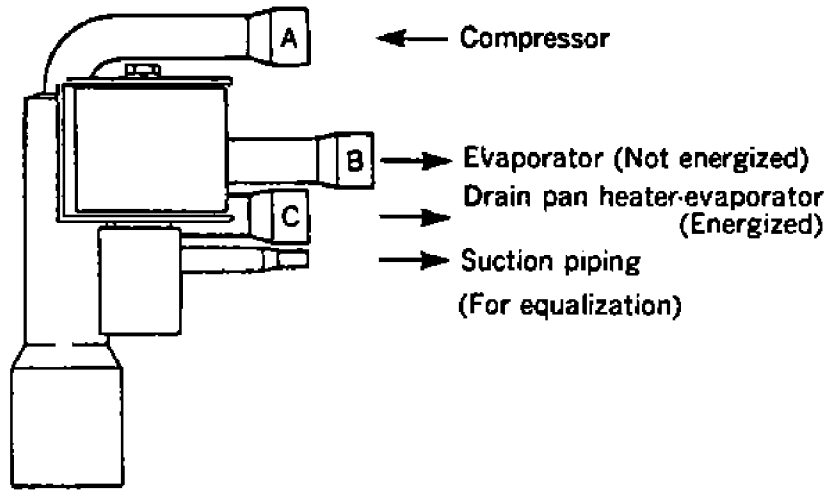 A
Compressor
B
Evaporator (Not energized)
Drain pan heater-evaporator
(Energized)
C
Suction piping
(For equalization)